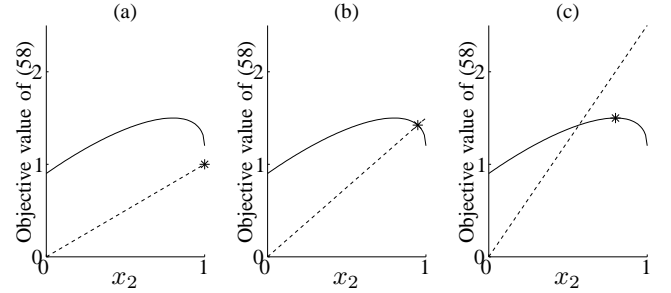 (a)
(b)
(c)
Objective value of (58)
2
1
0
0
1
x₂
Objective value of (58)
2
1
0
0
1
x₂
Objective value of (58)
2
1
0
0
1
x₂